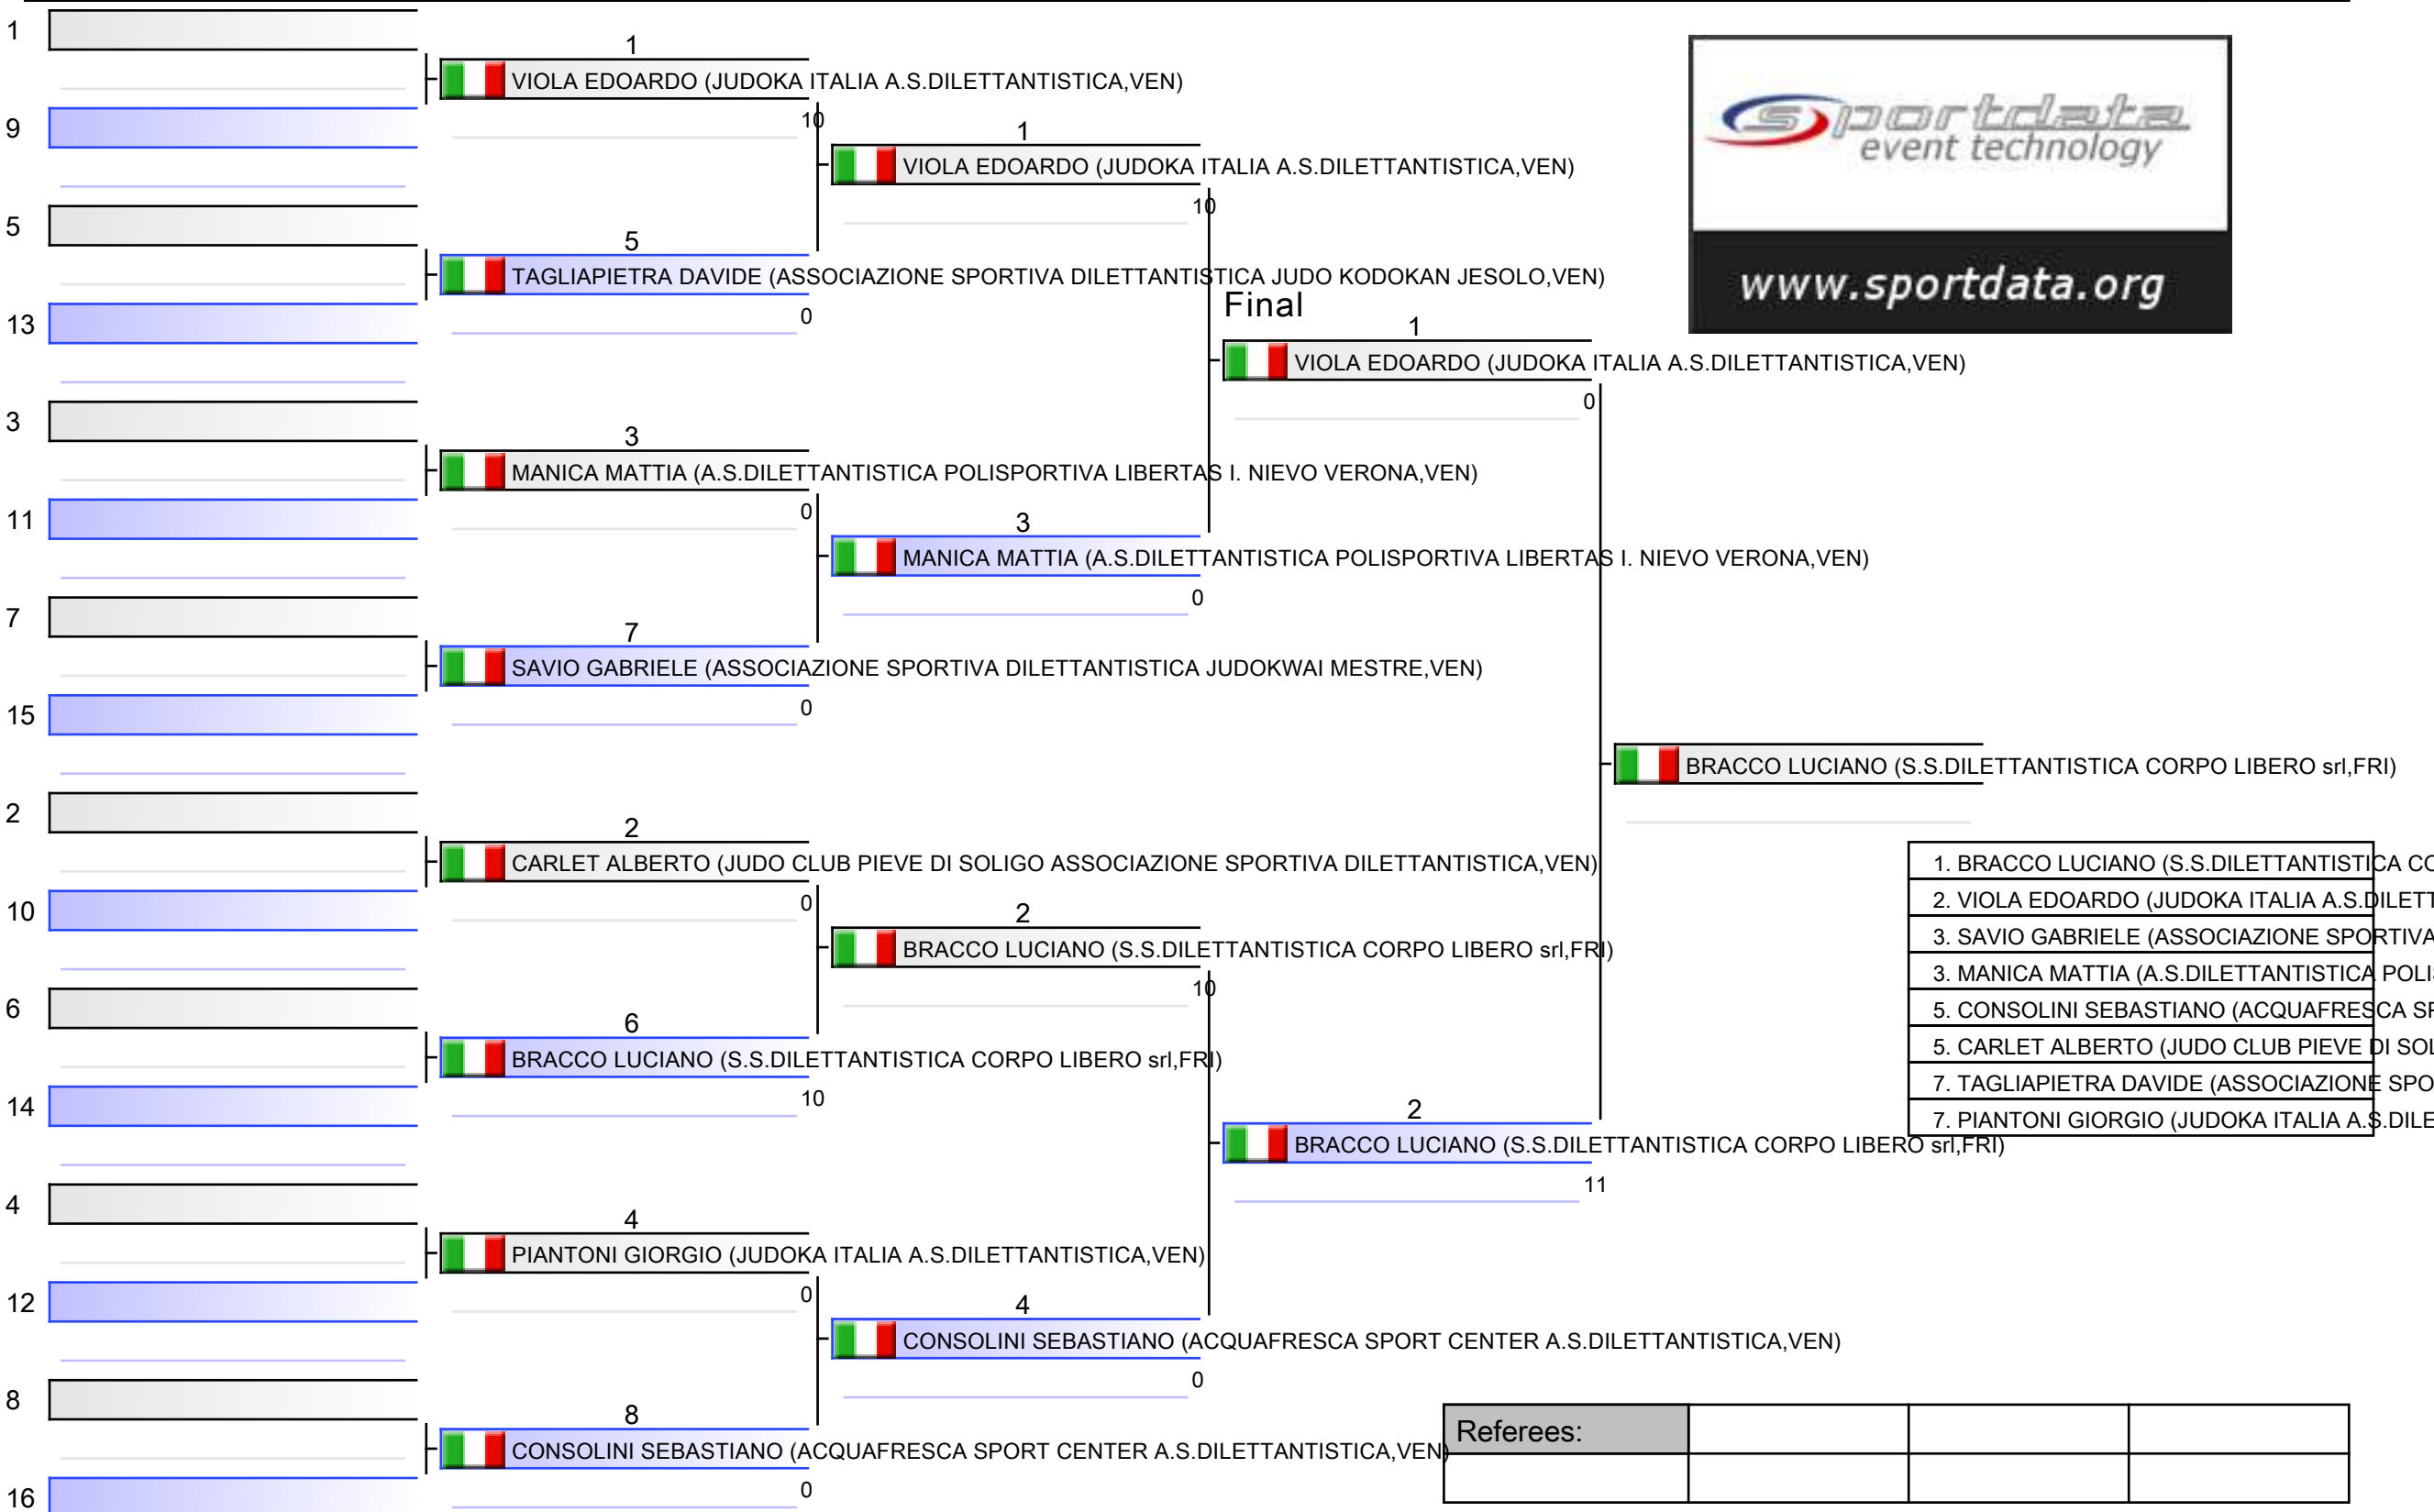 1
9
5
13
3
11
7
15
2
10
6
14
4
12
8
16
1
VIOLA EDOARDO (JUDOKA ITALIA A.S.DILETTANTISTICA,VEN)
10
5
TAGLIAPIETRA DAVIDE (ASSOCIAZIONE SPORTIVA DILETTANTISTICA JUDO KODOKAN JESOLO,VEN)
0
3
MANICA MATTIA (A.S.DILETTANTISTICA POLISPORTIVA LIBERTAS I. NIEVO VERONA,VEN)
0
7
SAVIO GABRIELE (ASSOCIAZIONE SPORTIVA DILETTANTISTICA JUDOKWAI MESTRE,VEN)
0
2
CARLET ALBERTO (JUDO CLUB PIEVE DI SOLIGO ASSOCIAZIONE SPORTIVA DILETTANTISTICA,VEN)
0
6
BRACCO LUCIANO (S.S.DILETTANTISTICA CORPO LIBERO srl,FRI)
10
4
PIANTONI GIORGIO (JUDOKA ITALIA A.S.DILETTANTISTICA,VEN)
0
8
CONSOLINI SEBASTIANO (ACQUAFRESCA SPORT CENTER A.S.DILETTANTISTICA,VEN)
0
1
VIOLA EDOARDO (JUDOKA ITALIA A.S.DILETTANTISTICA,VEN)
10
3
MANICA MATTIA (A.S.DILETTANTISTICA POLISPORTIVA LIBERTAS I. NIEVO VERONA,VEN)
0
2
BRACCO LUCIANO (S.S.DILETTANTISTICA CORPO LIBERO srl,FRI)
10
4
CONSOLINI SEBASTIANO (ACQUAFRESCA SPORT CENTER A.S.DILETTANTISTICA,VEN)
0
Final
1
VIOLA EDOARDO (JUDOKA ITALIA A.S.DILETTANTISTICA,VEN)
0
2
BRACCO LUCIANO (S.S.DILETTANTISTICA CORPO LIBERO srl,FRI)
11
BRACCO LUCIANO (S.S.DILETTANTISTICA CORPO LIBERO srl,FRI)
sportdata
event technology
www.sportdata.org
1. BRACCO LUCIANO (S.S.DILETTANTISTICA CO
2. VIOLA EDOARDO (JUDOKA ITALIA A.S.DILETT
3. SAVIO GABRIELE (ASSOCIAZIONE SPORTIVA
3. MANICA MATTIA (A.S.DILETTANTISTICA POLI
5. CONSOLINI SEBASTIANO (ACQUAFRESCA SP
5. CARLET ALBERTO (JUDO CLUB PIEVE DI SOL
7. TAGLIAPIETRA DAVIDE (ASSOCIAZIONE SPO
7. PIANTONI GIORGIO (JUDOKA ITALIA A.S.DILE
Referees: